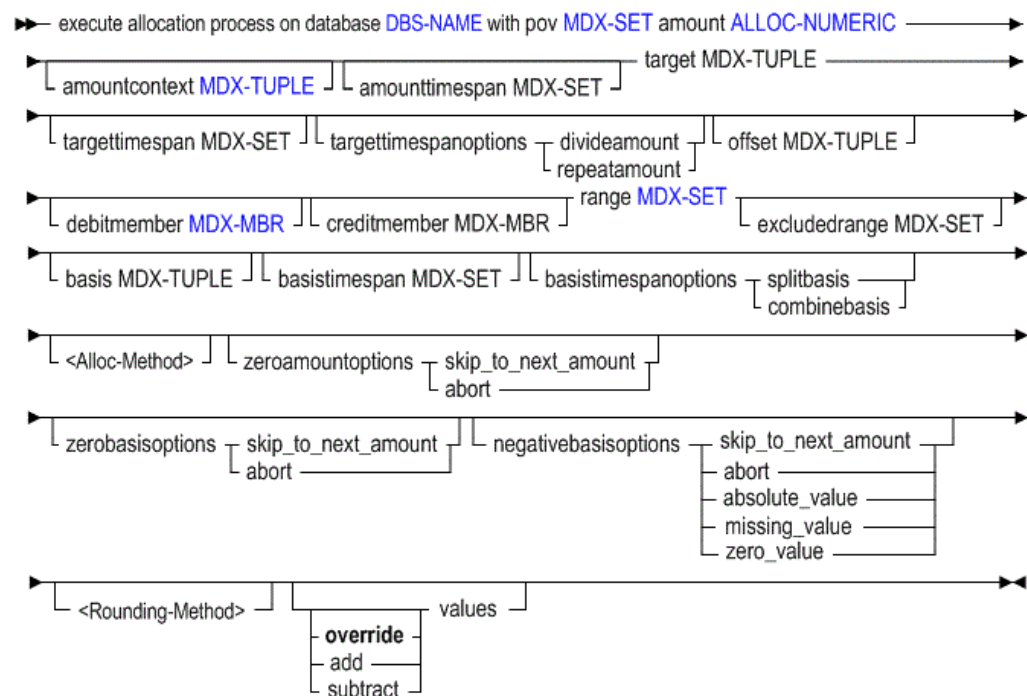 execute allocation process on database DBS-NAME with pov MDX-SET amount ALLOC-NUMERIC
amountcontext MDX-TUPLE amounttimespan MDX-SET target MDX-TUPLE
targettimespan MDX-SET targettimespanoptions divideamount offset MDX-TUPLE
repeatamount
debitmember MDX-MBR creditmember MDX-MBR range MDX-SET excludedrange MDX-SET
basis MDX-TUPLE basistimespan MDX-SET basistimespanoptions splitbasis
combinebasis
<Alloc-Method> zeroamountoptions skip_to_next_amount
abort
zerobasisoptions skip_to_next_amount negativebasisoptions skip_to_next_amount
abort abort
absolute_value
missing_value
zero_value
<Rounding-Method> values
override
add
subtract